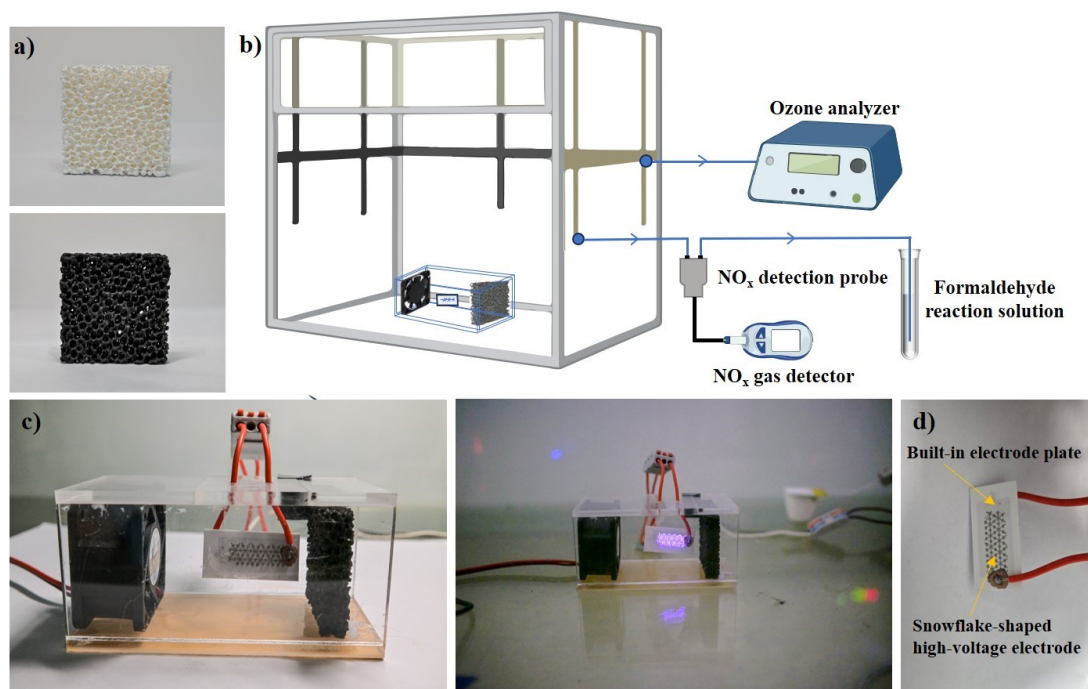 a)
b)
Ozone analyzer
NOx detection probe
Formaldehyde
reaction solution
NOx gas detector
c)
d)
Built-in electrode plate
Snowflake-shaped
high-voltage electrode